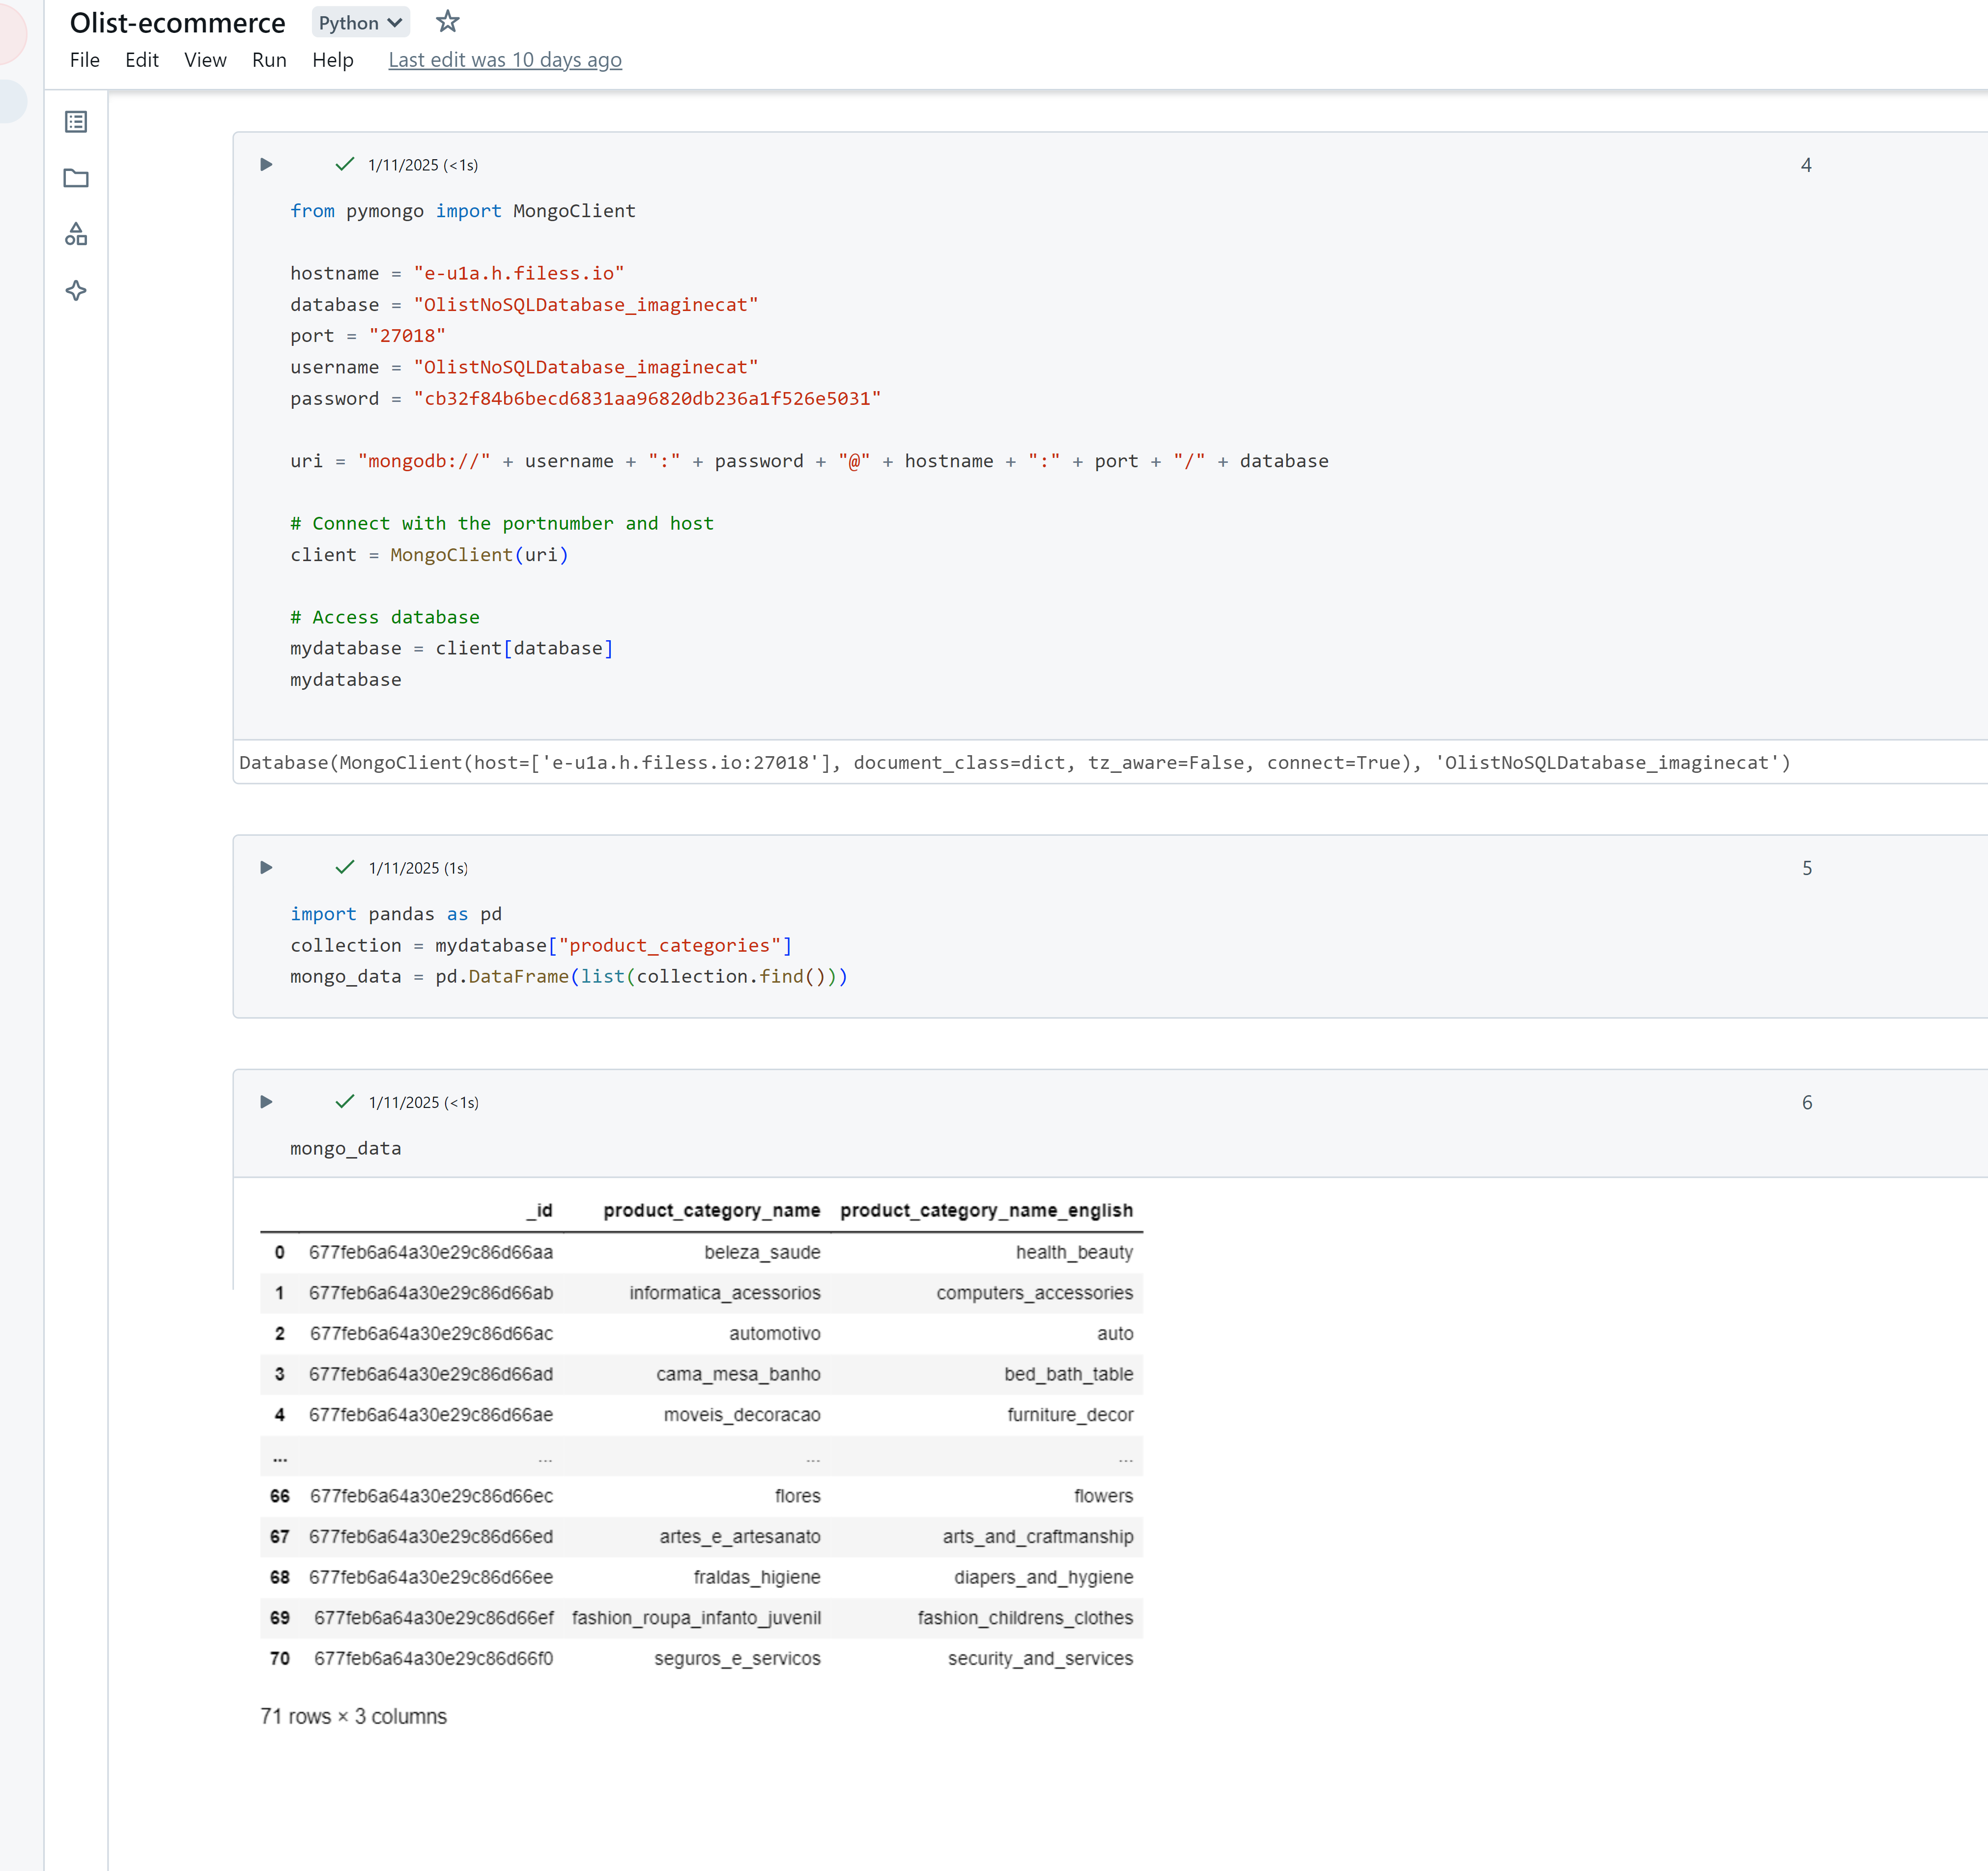 Olist-ecommerce Python
File Edit View Run Help Last edit was 10 days ago
1/11/2025 (<1s) 4
from pymongo import MongoClient
hostname = "e-u1a.h.filess.io"
database = "OlistNoSQLDatabase_imaginecat"
port = "27018"
username = "OlistNoSQLDatabase_imaginecat"
password = "cb32f84b6becd6831aa96820db236a1f526e5031"
uri = "mongodb://" + username + ":" + password + "@" + hostname + ":" + port + "/" + database
# Connect with the portnumber and host
client = MongoClient(uri)
# Access database
mydatabase = client[database]
mydatabase
Database(MongoClient(host=['e-u1a.h.filess.io:27018'], document_class=dict, tz_aware=False, connect=True), 'OlistNoSQLDatabase_imaginecat')
1/11/2025 (1s) 5
import pandas as pd
collection = mydatabase["product_categories"]
mongo_data = pd.DataFrame(list(collection.find()))
1/11/2025 (<1s) 6
mongo_data
_id product_category_name product_category_name_english
0 677feb6a64a30e29c86d66aa beleza_saude health_beauty
1 677feb6a64a30e29c86d66ab informatica_acessorios computers_accessories
2 677feb6a64a30e29c86d66ac automotivo auto
3 677feb6a64a30e29c86d66ad cama_mesa_banho bed_bath_table
4 677feb6a64a30e29c86d66ae moveis_decoracao furniture_decor
... ... ... ...
66 677feb6a64a30e29c86d66ec flores flowers
67 677feb6a64a30e29c86d66ed artes_e_artesanato arts_and_craftmanship
68 677feb6a64a30e29c86d66ee fraldas_higiene diapers_and_hygiene
69 677feb6a64a30e29c86d66ef fashion_roupa_infanto_juvenil fashion_childrens_clothes
70 677feb6a64a30e29c86d66f0 seguros_e_servicos security_and_services
71 rows × 3 columns